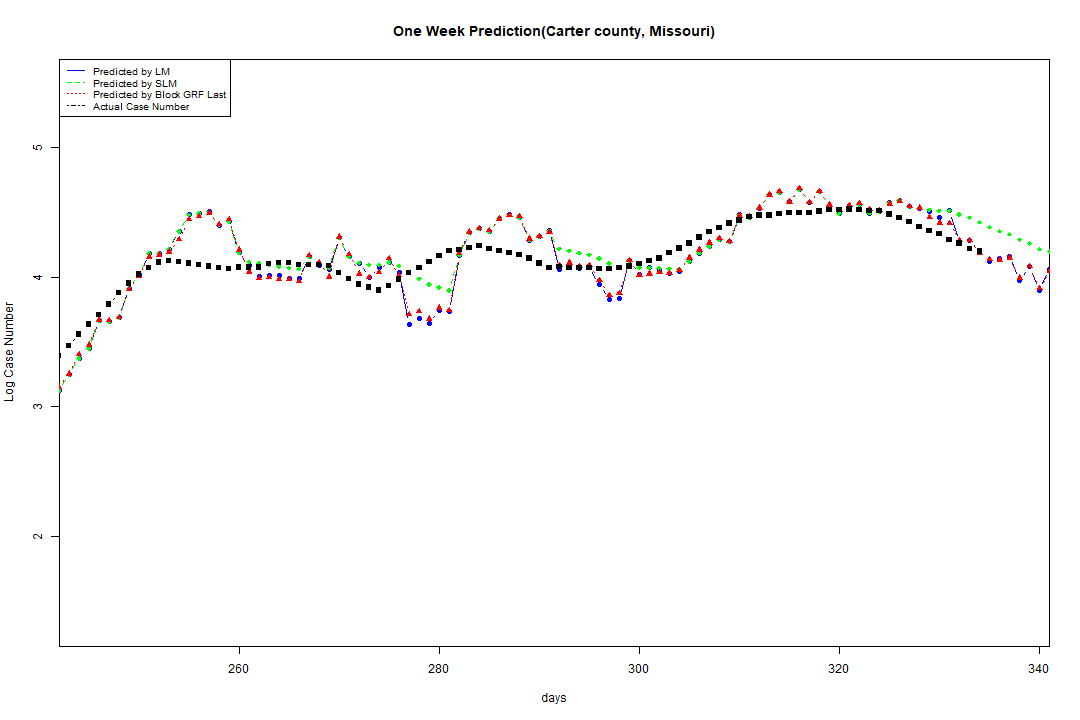 One Week Prediction(Carter county, Missouri)
Predicted by LM
Predicted by SLM
Predicted by Block GRF Last
Actual Case Number
5
4
3
2
Log Case Number
260 280 300 320 340
days